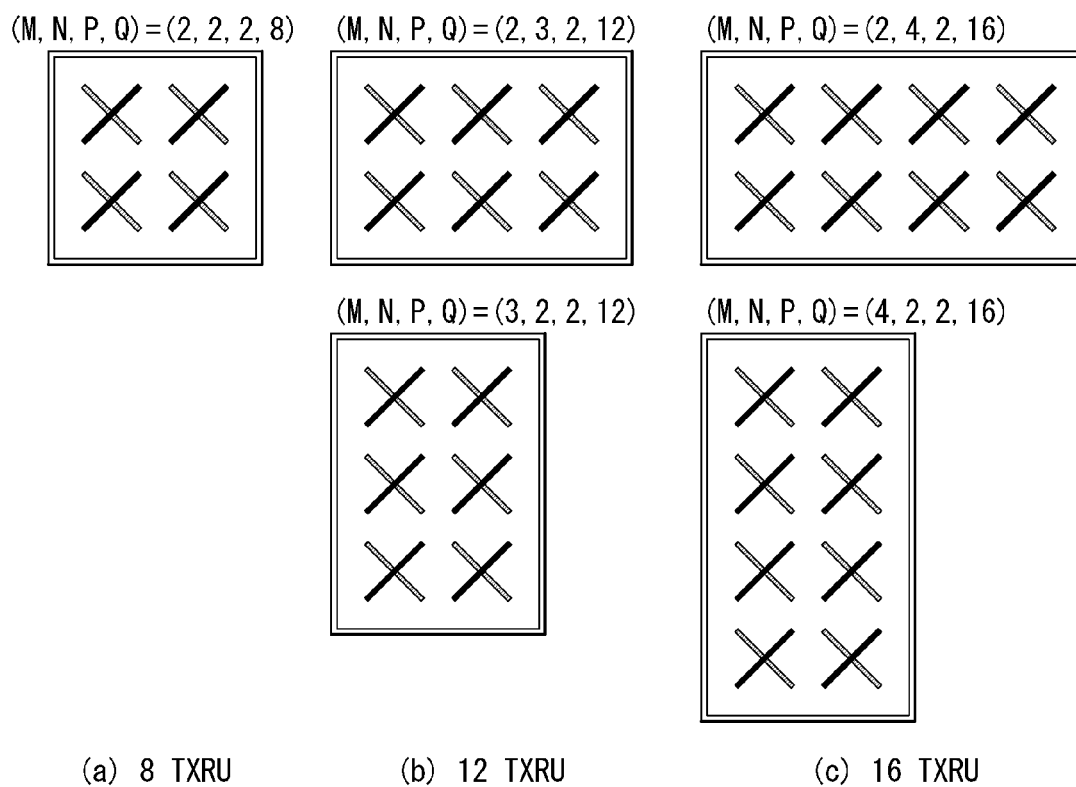 (M, N, P, Q)=(2, 2, 2, 8)
(M, N, P, Q)=(2, 3, 2, 12)
(M, N, P, Q)=(2, 4, 2, 16)
(M, N, P, Q)=(3, 2, 2, 12)
(M, N, P, Q)=(4, 2, 2, 16)
(a) 8 TXRU
(b) 12 TXRU
(c) 16 TXRU